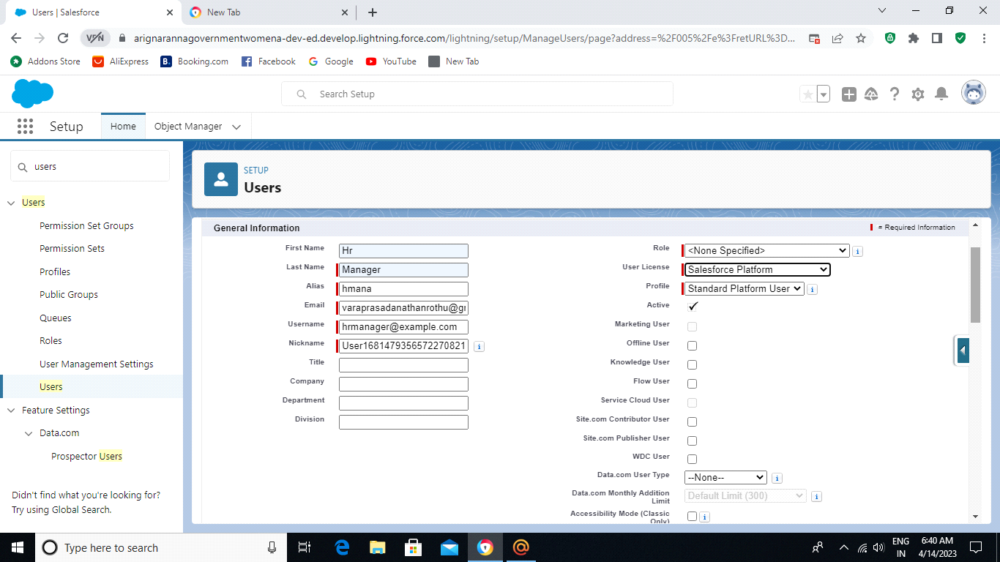 Users | Salesforce
New Tab
VPN
arignarannagovernmentwomena-dev-ed.develop.lightning.force.com/lightning/setup/ManageUsers/page?address=%2F005%2Fe%3FretURL%3D...
Addons Store
AliExpress
B.
Booking.com
Facebook
Google
YouTube
New Tab
Search Setup
Setup
Home
Object Manager
users
Users
Permission Set Groups
Permission Sets
Profiles
Public Groups
Queues
Roles
User Management Settings
Users
Feature Settings
Data.com
Prospector Users
Didn't find what you're looking for?
Try using Global Search.
SETUP
Users
General Information
= Required Information
First Name Hr
Last Name Manager
Alias hmana
Email varaprasadanathanrothu@g
Username hrmanager@example.com
Nickname User1681479356572270821
Title
Company
Department
Division
Role <None Specified>
User License Salesforce Platform
Profile Standard Platform User
Active
Marketing User
Offline User
Knowledge User
Flow User
Service Cloud User
Site.com Contributor User
Site.com Publisher User
WDC User
Data.com User Type --None--
Data.com Monthly Addition
Limit
Default Limit (300)
Accessibility Mode (Classic
Only)
Type here to search
ENG
IN
6:40 AM
4/14/2023